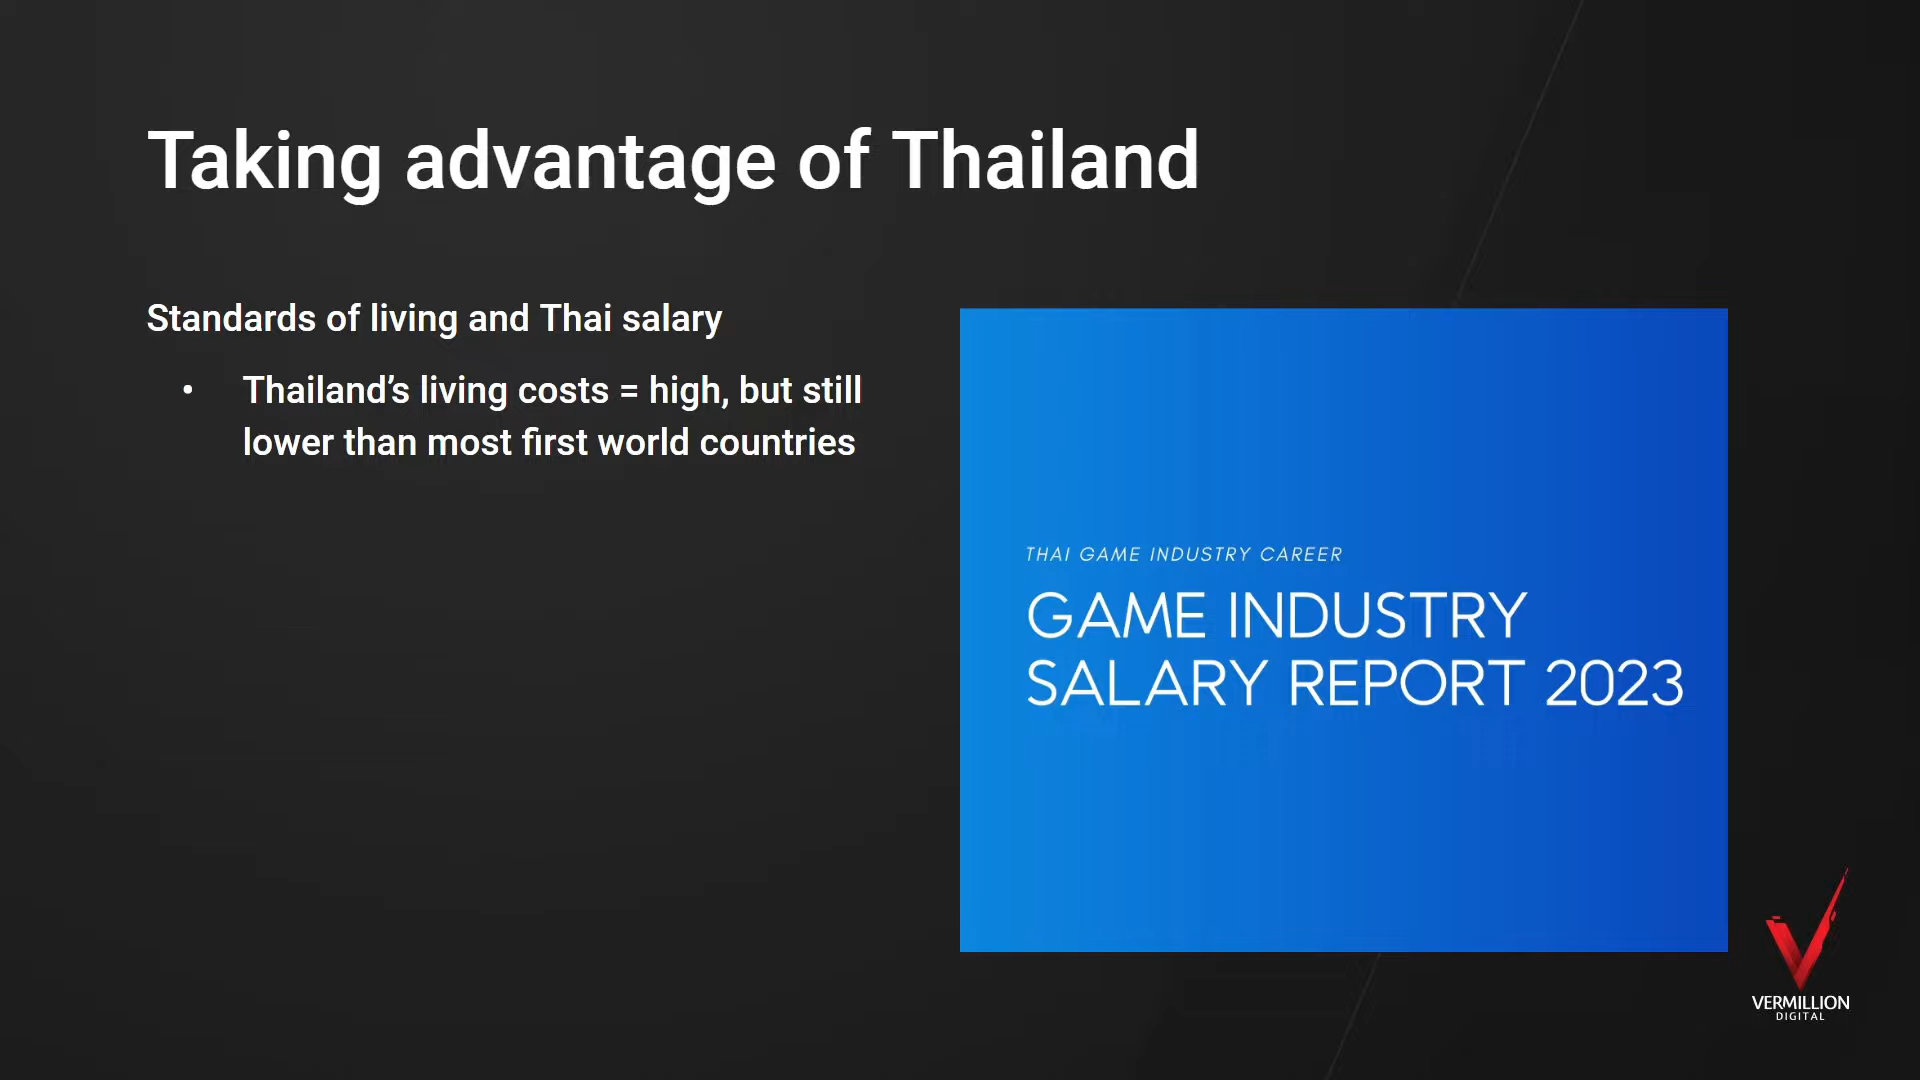 Taking advantage of Thailand
Standards of living and Thai salary
• Thailand’s living costs = high, but still
lower than most first world countries
THAI GAME INDUSTRY CAREER
GAME INDUSTRY
SALARY REPORT 2023
VERMILLION
DIGITAL